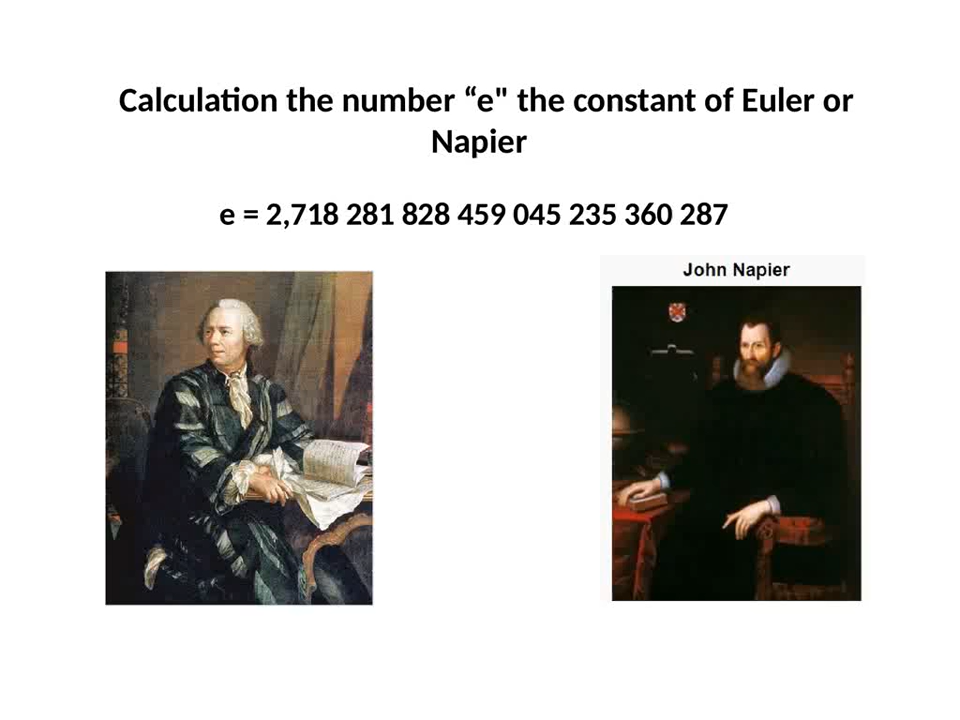 Calculation the number “e" the constant of Euler or
Napier
e = 2,718 281 828 459 045 235 360 287
John Napier